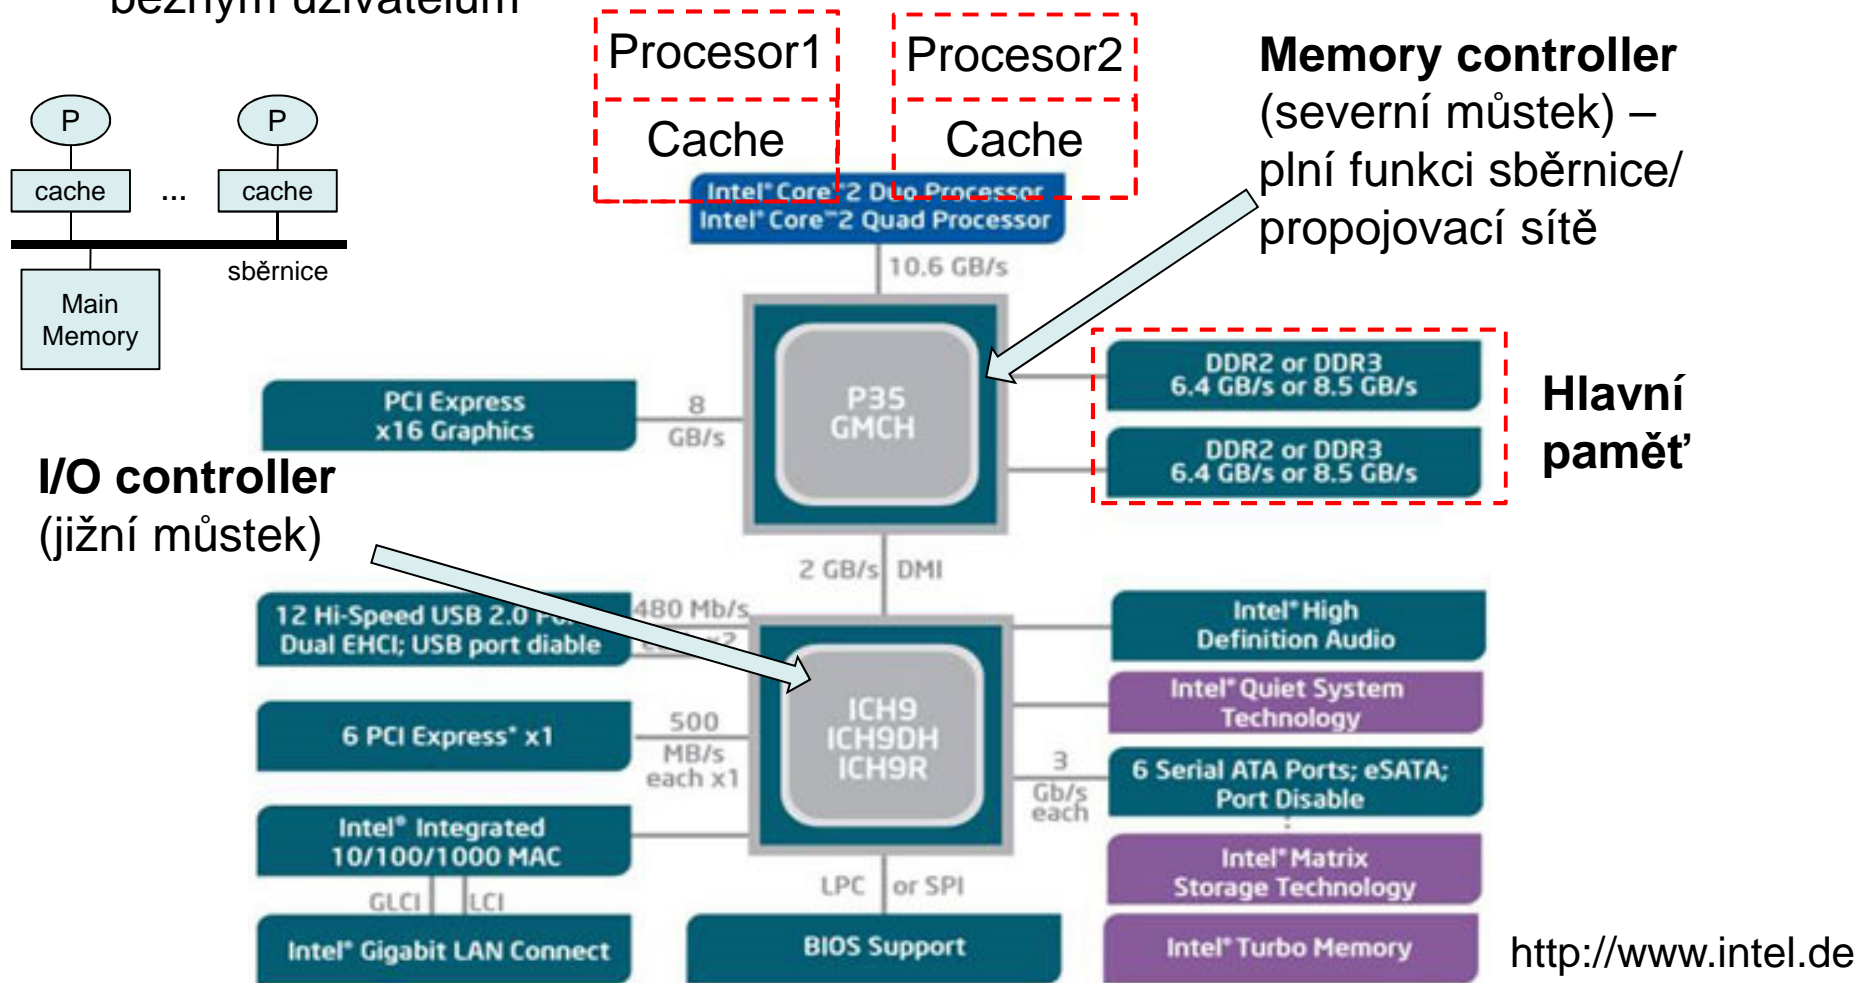 běžným uživatelům
Procesor1
Procesor2
Cache
Cache
Memory controller
(severní můstek) –
plní funkci sběrnice/
propojovací sítě
P
P
cache
...
cache
sběrnice
Main
Memory
Intel® Core™2 Duo Processor
Intel® Core™2 Quad Processor
10.6 GB/s
PCI Express
x16 Graphics
8
GB/s
P35
GMCH
DDR2 or DDR3
6.4 GB/s or 8.5 GB/s
DDR2 or DDR3
6.4 GB/s or 8.5 GB/s
Hlavní
paměť
I/O controller
(jižní můstek)
2 GB/s DMI
12 Hi-Speed USB 2.0
Dual EHCI; USB port diable
480 Mb/s
x2
Intel® High
Definition Audio
Intel® Quiet System
Technology
6 PCI Express® x1
500
MB/s
each x1
ICH9
ICH9DH
ICH9R
3
Gb/s
each
6 Serial ATA Ports; eSATA;
Port Disable
Intel® Integrated
10/100/1000 MAC
Intel® Matrix
Storage Technology
GLCI LCI
LPC or SPI
Intel® Gigabit LAN Connect
BIOS Support
Intel® Turbo Memory
http://www.intel.de